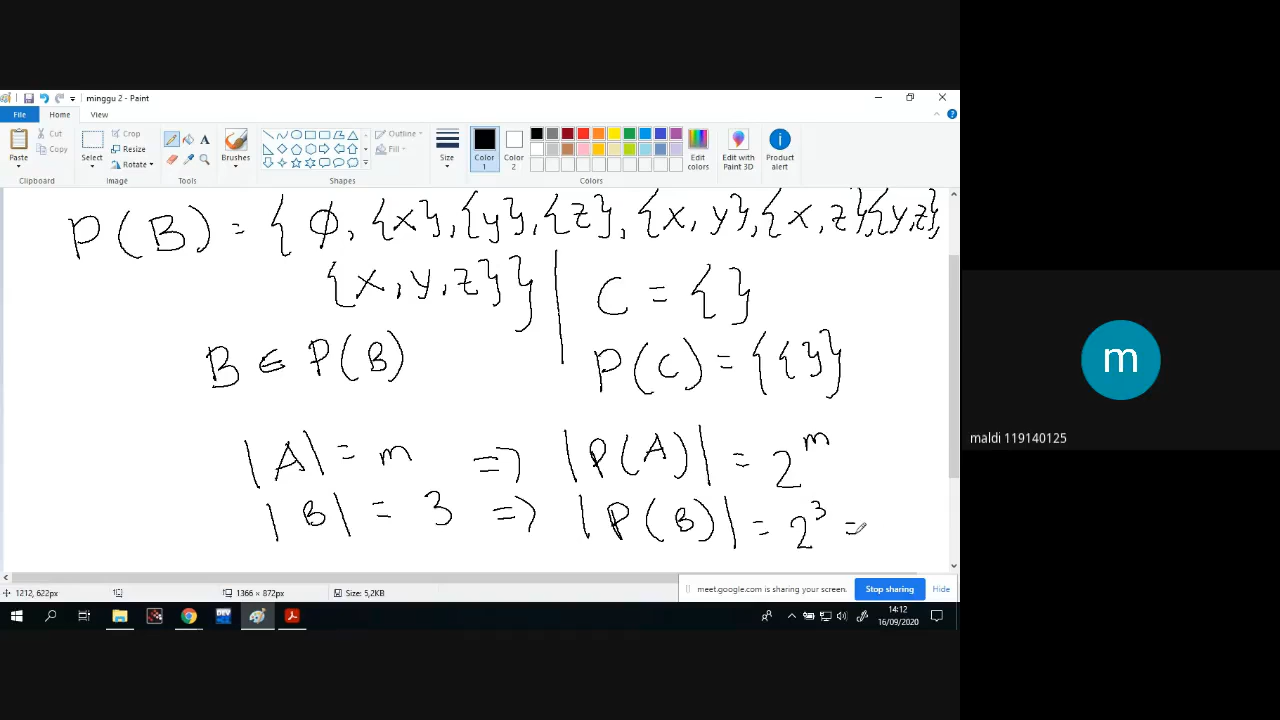 minggu 2 - Paint
File Home View
Paste Cut Copy Select Crop Resize Rotate Brushes Outline Fill Size Color 1 Color 2 Edit colors Edit with Paint 3D Product alert
Clipboard Image Tools Shapes Colors
P(B) = { ϕ, {x}, {y}, {z}, {x, y}, {x, z}, {y, z},
{x, y, z}} C = { }
B ∈ P(B) P(C) = {{ }}
|A| = m => |P(A)| = 2^m
|B| = 3 => |P(B)| = 2^3 =
m
maldi 119140125
1212, 622px 1366 × 872px Size: 5,2KB
meet.google.com is sharing your screen. Stop sharing Hide
DEV
14:12
16/09/2020